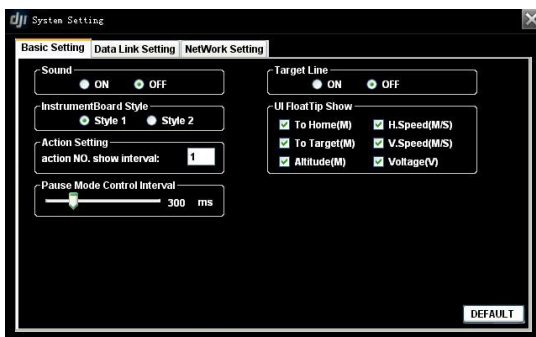 dji System Setting
Basic Setting Data Link Setting NetWork Setting
Sound
ON OFF
InstrumentBoard Style
Style 1 Style 2
Action Setting
action NO. show interval: 1
Pause Mode Control Interval
300 ms
Target Line
ON OFF
UI FloatTip Show
To Home(M) H.Speed(M/S)
To Target(M) V.Speed(M/S)
Altitude(M) Voltage(V)
DEFAULT